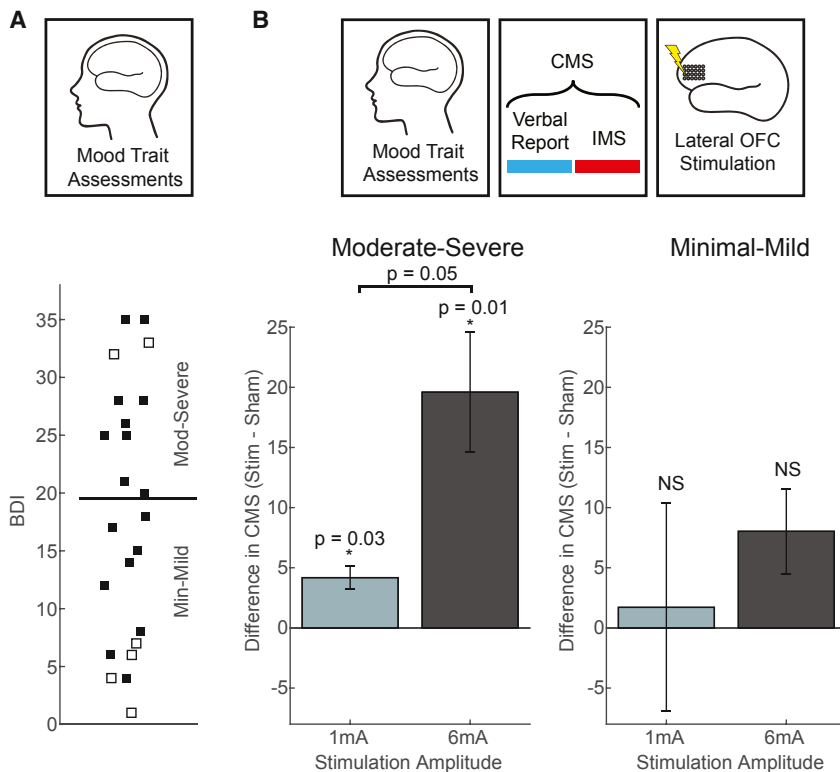 A
Mood Trait
Assessments
B
Mood Trait
Assessments
CMS
Verbal
Report
IMS
Lateral OFC
Stimulation
BDI
35
30
25
20
15
10
5
0
Mod-Severe
Min-Mild
Moderate-Severe
p = 0.05
p = 0.01
*
p = 0.03
*
Difference in CMS (Stim - Sham)
25
20
15
10
5
0
-5
1mA
6mA
Stimulation Amplitude
Minimal-Mild
NS
NS
Difference in CMS (Stim - Sham)
25
20
15
10
5
0
-5
1mA
6mA
Stimulation Amplitude